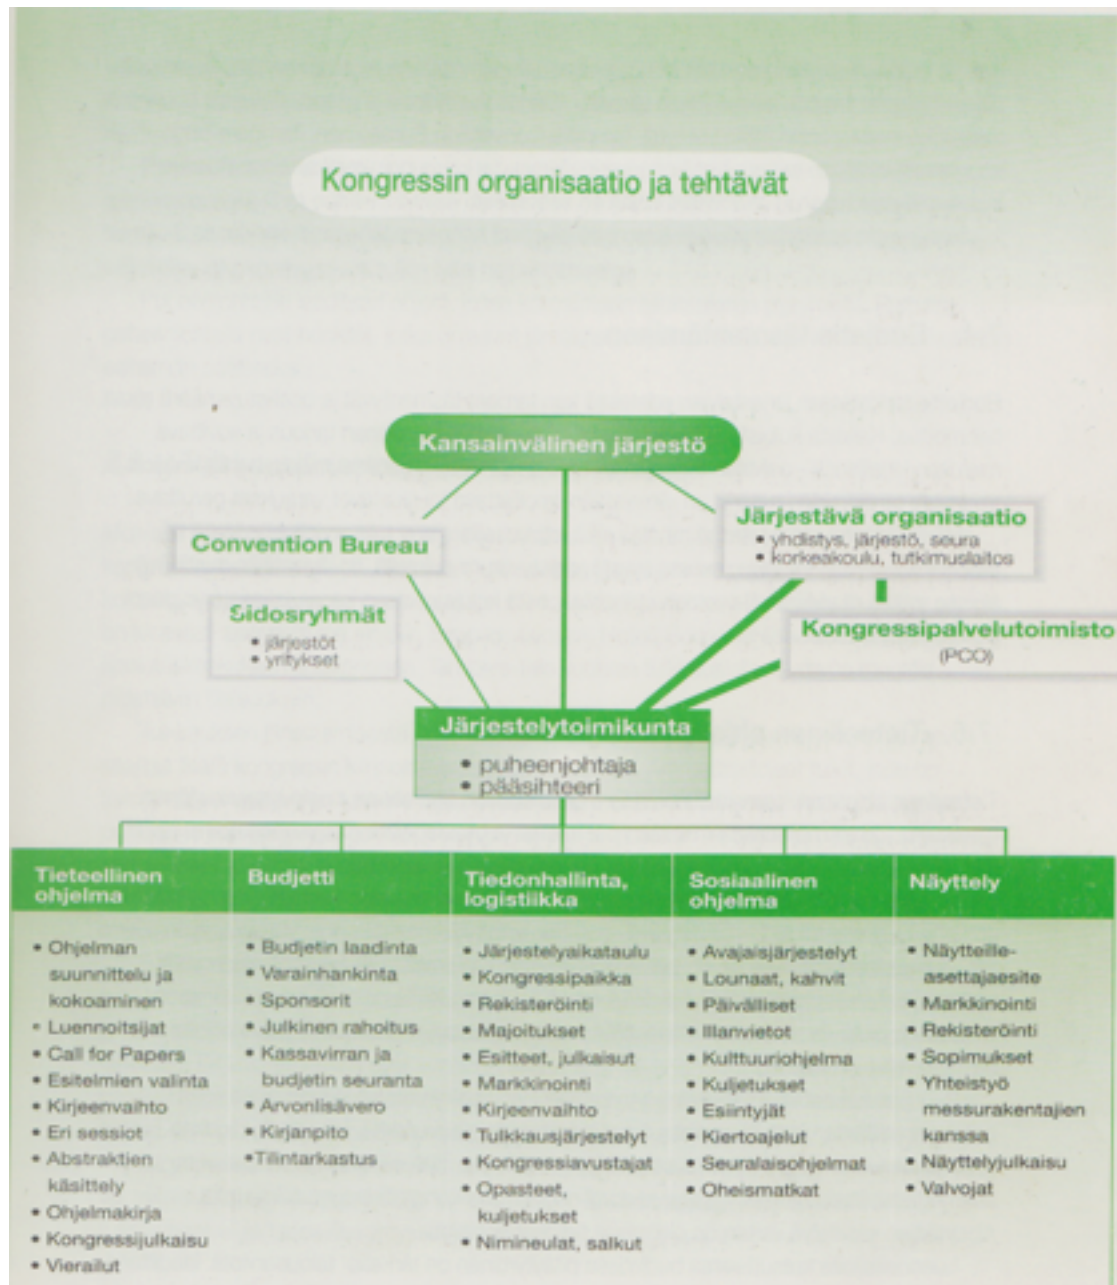 Kongressin organisaatio ja tehtävät
Kansainvälinen järjestö
Convention Bureau
Järjestävä organisaatio
• yhdistys, järjestö, seura
• korkeakoulu, tutkimuslaitos
Sidosryhmät
• järjestöt
• yritykset
Kongressipalvelutoimisto
(PCO)
Järjestelytoimikunta
• puheenjohtaja
• pääsihteeri
Tieteellinen
ohjelma
• Ohjelman
suunnittelu ja
kokoaminen
• Luennoitsijat
• Call for Papers
• Esitelmien valinta
• Kirjeenvaihto
• Eri sessiot
• Abstraktien
käsittely
• Ohjelmakirja
• Kongressijulkaisu
• Vierailut
Budjetti
• Budjetin laadinta
• Varainhankinta
• Sponsorit
• Julkinen rahoitus
• Kassavirran ja
budjetin seuranta
• Arvonlisävero
• Kirjanpito
•Tilintarkastus
Tiedonhallinta,
logistiikka
• Järjestelyaikataulu
• Kongressipaikka
• Rekisteröinti
• Majoitukset
• Esitteet, julkaisut
• Markkinointi
• Kirjeenvaihto
• Tulkkausjärjestelyt
• Kongressiavustajat
• Opasteet,
kuljetukset
• Nimineulat, salkut
Sosiaalinen
ohjelma
• Avajaisjärjestelyt
• Lounaat, kahvit
• Päivälliset
• Illanvietot
• Kulttuuriohjelma
• Kuljetukset
• Esiintyjät
• Kiertoajelut
• Seuralaisohjelmat
• Oheismatkat
Näyttely
• Näytteille-
asettajaesite
• Markkinointi
• Rekisteröinti
• Sopimukset
• Yhteistyö
messurakentajien
kanssa
• Näyttelyjulkaisu
• Valvojat